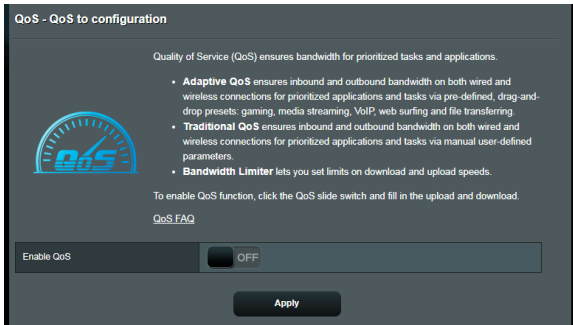 QoS - QoS to configuration
Quality of Service (QoS) ensures bandwidth for prioritized tasks and applications.
• Adaptive QoS ensures inbound and outbound bandwidth on both wired and
wireless connections for prioritized applications and tasks via pre-defined, drag-and-
drop presets: gaming, media streaming, VoIP, web surfing and file transferring.
• Traditional QoS ensures inbound and outbound bandwidth on both wired and
wireless connections for prioritized applications and tasks via manual user-defined
parameters.
• Bandwidth Limiter lets you set limits on download and upload speeds.
QoS
To enable QoS function, click the QoS slide switch and fill in the upload and download.
QoS FAQ
Enable QoS
OFF
Apply